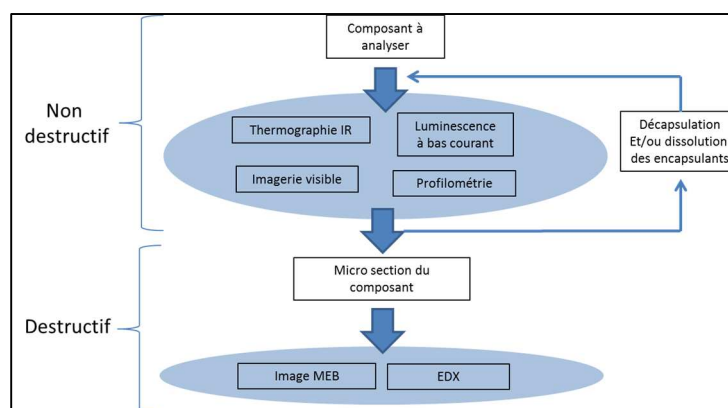 Composant à
analyser
Non
destructif
Thermographie IR
Luminescence
à bas courant
Imagerie visible
Profilométrie
Décapsulation
Et/ou dissolution
des encapsulants
Micro section du
composant
Destructif
Image MEB
EDX